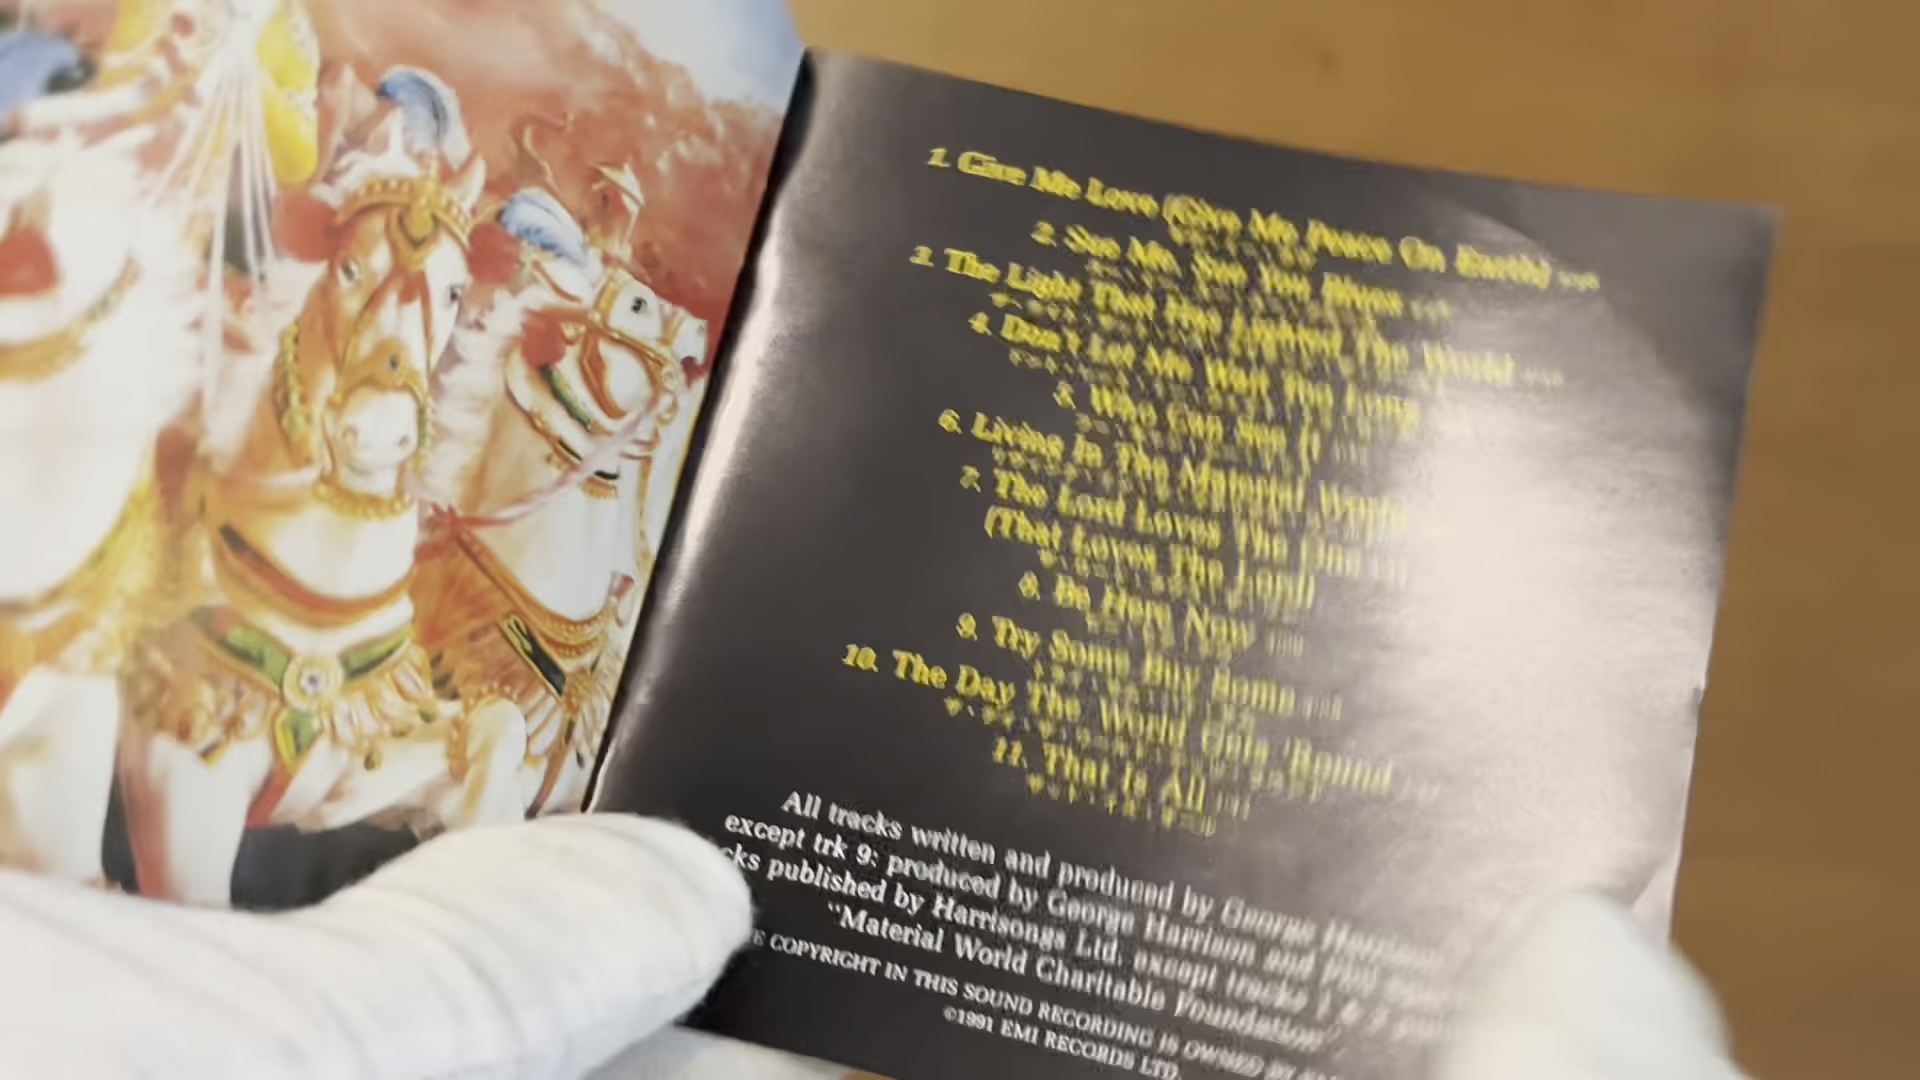 1. Give Me Love (Give Me Peace On Earth)
2. Sue Me, Sue You Blues
3. The Light That Has Lighted The World
4. Don't Let Me Wait Too Long
5. Who Can See It
6. Living In The Material World
7. The Lord Loves The One
(That Loves The Lord)
8. Be Here Now
9. Try Some Buy Some
10. The Day The World Gets 'Round
11. That Is All
All tracks written and produced by George Harrison
except trk 9: produced by George Harrison and Phil
published by Harrisongs Ltd. except tracks 1 &
"Material World Charitable Foundation"
COPYRIGHT IN THIS SOUND RECORDING IS OWNED BY
©1991 EMI RECORDS LTD.